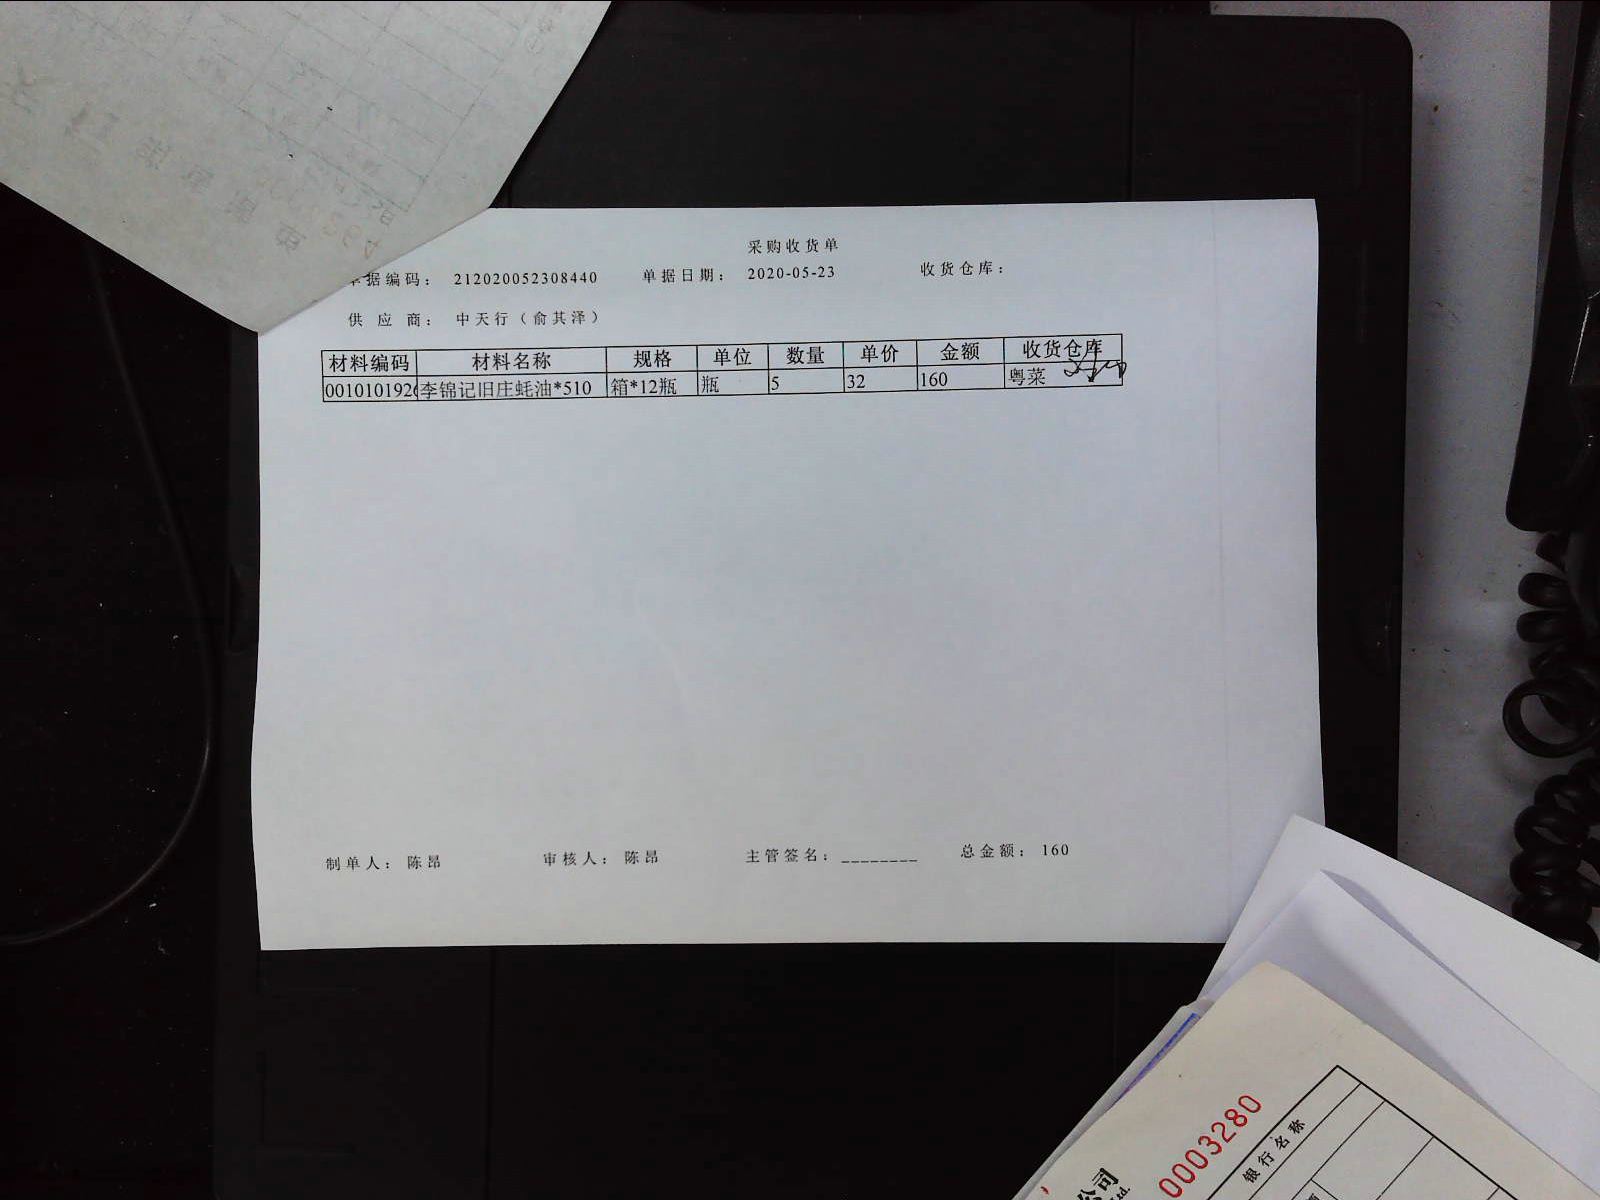 采购收货单
据编码： 212020052308440 单据日期： 2020-05-23 收货仓库：
供应商： 中天行（俞其泽）
材料编码 材料名称 规格 单位 数量 单价 金额 收货仓库
001010192 李锦记旧庄蚝油*510 箱*12瓶 瓶 5 32 160 粤菜
制单人： 陈昂 审核人： 陈昂 主管签名：________ 总金额： 160
0003280
银行名称
公司
Ltd.